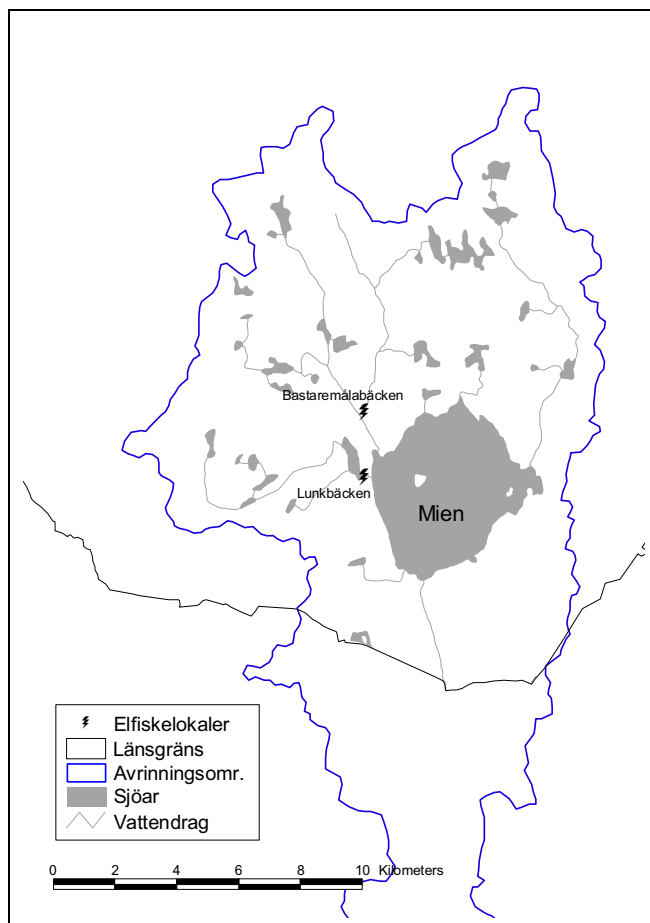 Bastaremålabäcken
Lunkbäcken
Mien
Elfiskelokaler
Länsgräns
Avrinningsomr.
Sjöar
Vattendrag
0 2 4 6 8 10 Kilometers